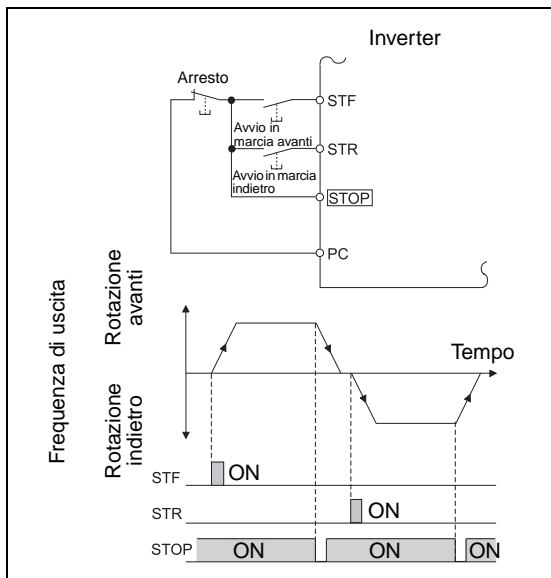 Inverter
Arresto
STF
Avvio in
marcia avanti
STR
Avvio in marcia
indietro
STOP
PC
Frequenza di uscita
Rotazione
avanti
Rotazione
indietro
Tempo
STF
ON
STR
ON
STOP
ON
ON
ON